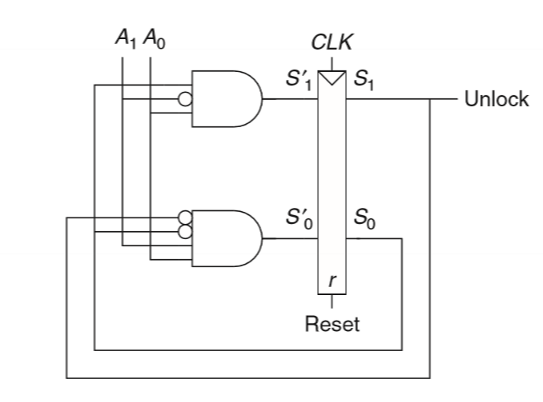 A₁ A₀
CLK
S'₁
S₁
Unlock
S'₀
S₀
r
Reset